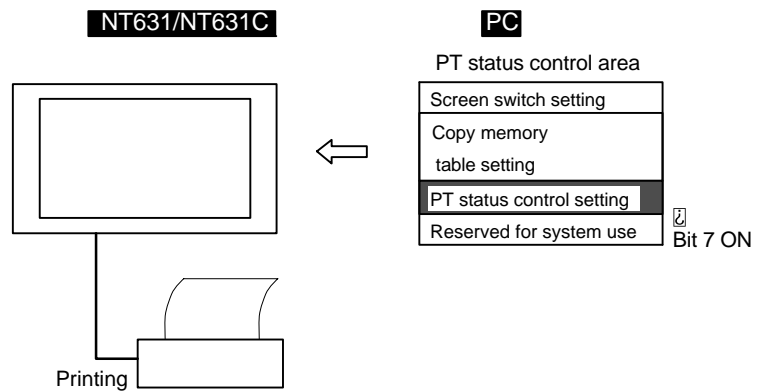 NT631/NT631C
PC
PT status control area
Screen switch setting
Copy memory
table setting
PT status control setting
Reserved for system use
¿
Bit 7 ON
Printing